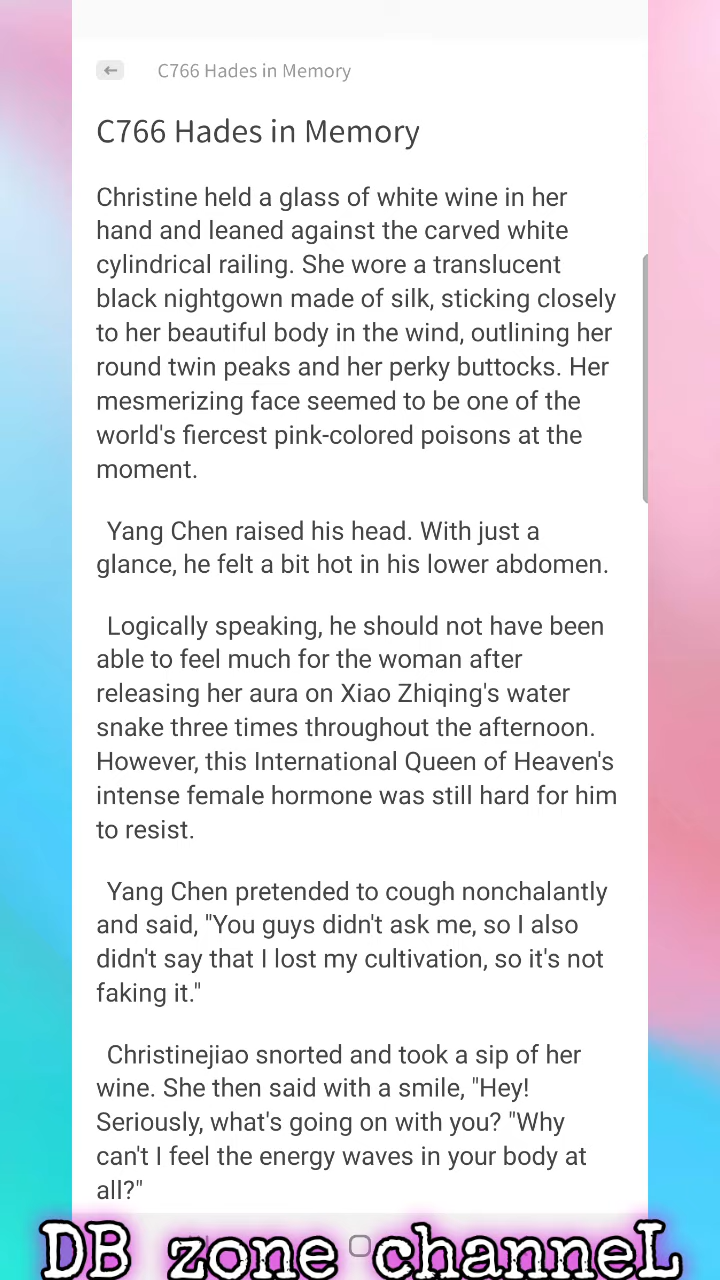 C766 Hades in Memory
C766 Hades in Memory
Christine held a glass of white wine in her
hand and leaned against the carved white
cylindrical railing. She wore a translucent
black nightgown made of silk, sticking closely
to her beautiful body in the wind, outlining her
round twin peaks and her perky buttocks. Her
mesmerizing face seemed to be one of the
world's fiercest pink-colored poisons at the
moment.
Yang Chen raised his head. With just a
glance, he felt a bit hot in his lower abdomen.
Logically speaking, he should not have been
able to feel much for the woman after
releasing her aura on Xiao Zhiqing's water
snake three times throughout the afternoon.
However, this International Queen of Heaven's
intense female hormone was still hard for him
to resist.
Yang Chen pretended to cough nonchalantly
and said, "You guys didn't ask me, so I also
didn't say that I lost my cultivation, so it's not
faking it."
Christinejiao snorted and took a sip of her
wine. She then said with a smile, "Hey!
Seriously, what's going on with you? "Why
can't I feel the energy waves in your body at
all?"
DB zone channeL